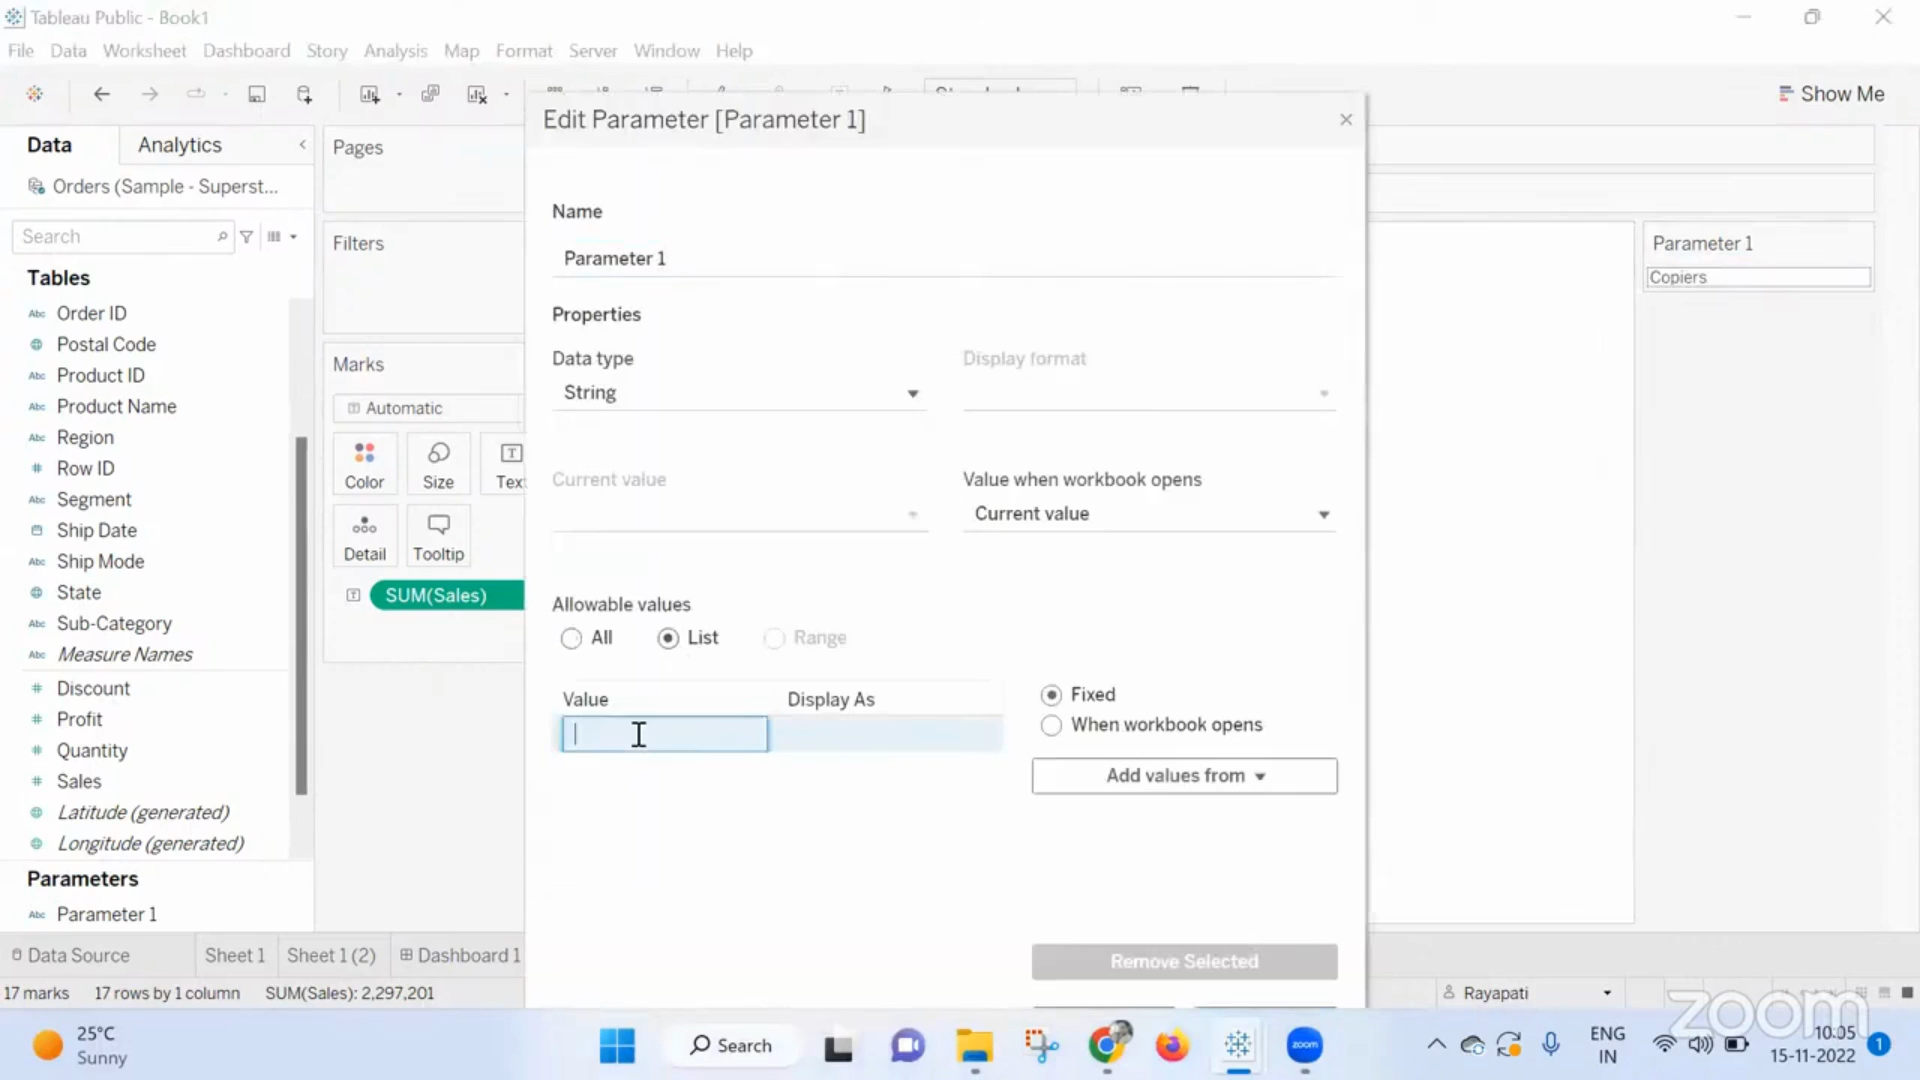 Tableau Public - Book1
File Data Worksheet Dashboard Story Analysis Map Format Server Window Help
Show Me
Data Analytics
Pages
Orders (Sample - Superst...
Search
Filters
Tables
Order ID
Postal Code
Product ID
Product Name
Region
Row ID
Segment
Ship Date
Ship Mode
State
Sub-Category
Measure Names
Discount
Profit
Quantity
Sales
Latitude (generated)
Longitude (generated)
Parameters
Parameter 1
Marks
Automatic
Color Size Text
Detail Tooltip
SUM(Sales)
Edit Parameter [Parameter 1]
Name
Parameter 1
Properties
Data type Display format
String
Current value Value when workbook opens
Current value
Allowable values
All List Range
Value Display As
Fixed
When workbook opens
Add values from
Remove Selected
Parameter 1
Copiers
Data Source Sheet 1 Sheet 1 (2) Dashboard 1
17 marks 17 rows by 1 column SUM(Sales): 2,297,201
Rayapati
zoom
25°C
Sunny
Search
zoom
ENG
IN
10:05
15-11-2022
1